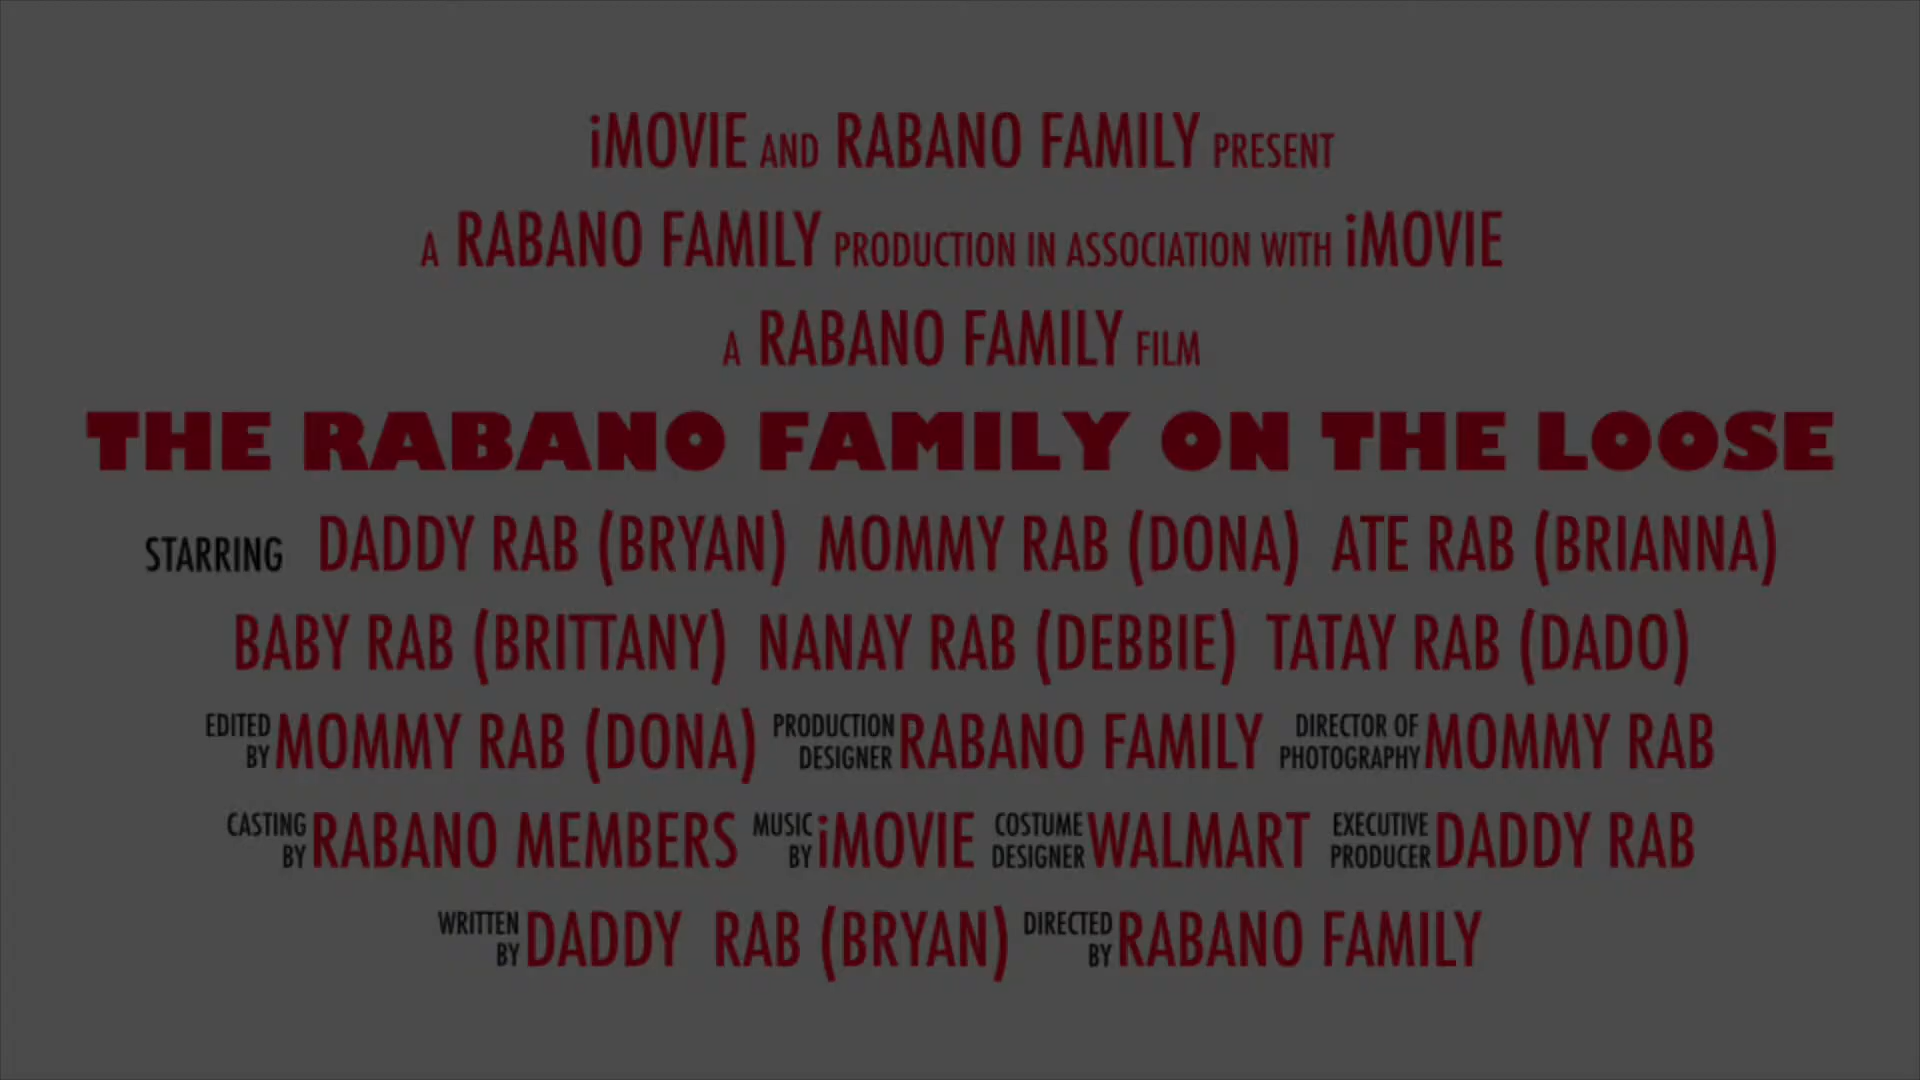 iMOVIE AND RABANO FAMILY PRESENT
A RABANO FAMILY PRODUCTION IN ASSOCIATION WITH iMOVIE
A RABANO FAMILY FILM
THE RABANO FAMILY ON THE LOOSE
STARRING DADDY RAB (BRYAN) MOMMY RAB (DONA) ATE RAB (BRIANNA)
BABY RAB (BRITTANY) NANAY RAB (DEBBIE) TATAY RAB (DADO)
EDITED BY MOMMY RAB (DONA) PRODUCTION DESIGNER RABANO FAMILY DIRECTOR OF PHOTOGRAPHY MOMMY RAB
CASTING BY RABANO MEMBERS MUSIC BY iMOVIE COSTUME DESIGNER WALMART EXECUTIVE PRODUCER DADDY RAB
WRITTEN BY DADDY RAB (BRYAN) DIRECTED BY RABANO FAMILY